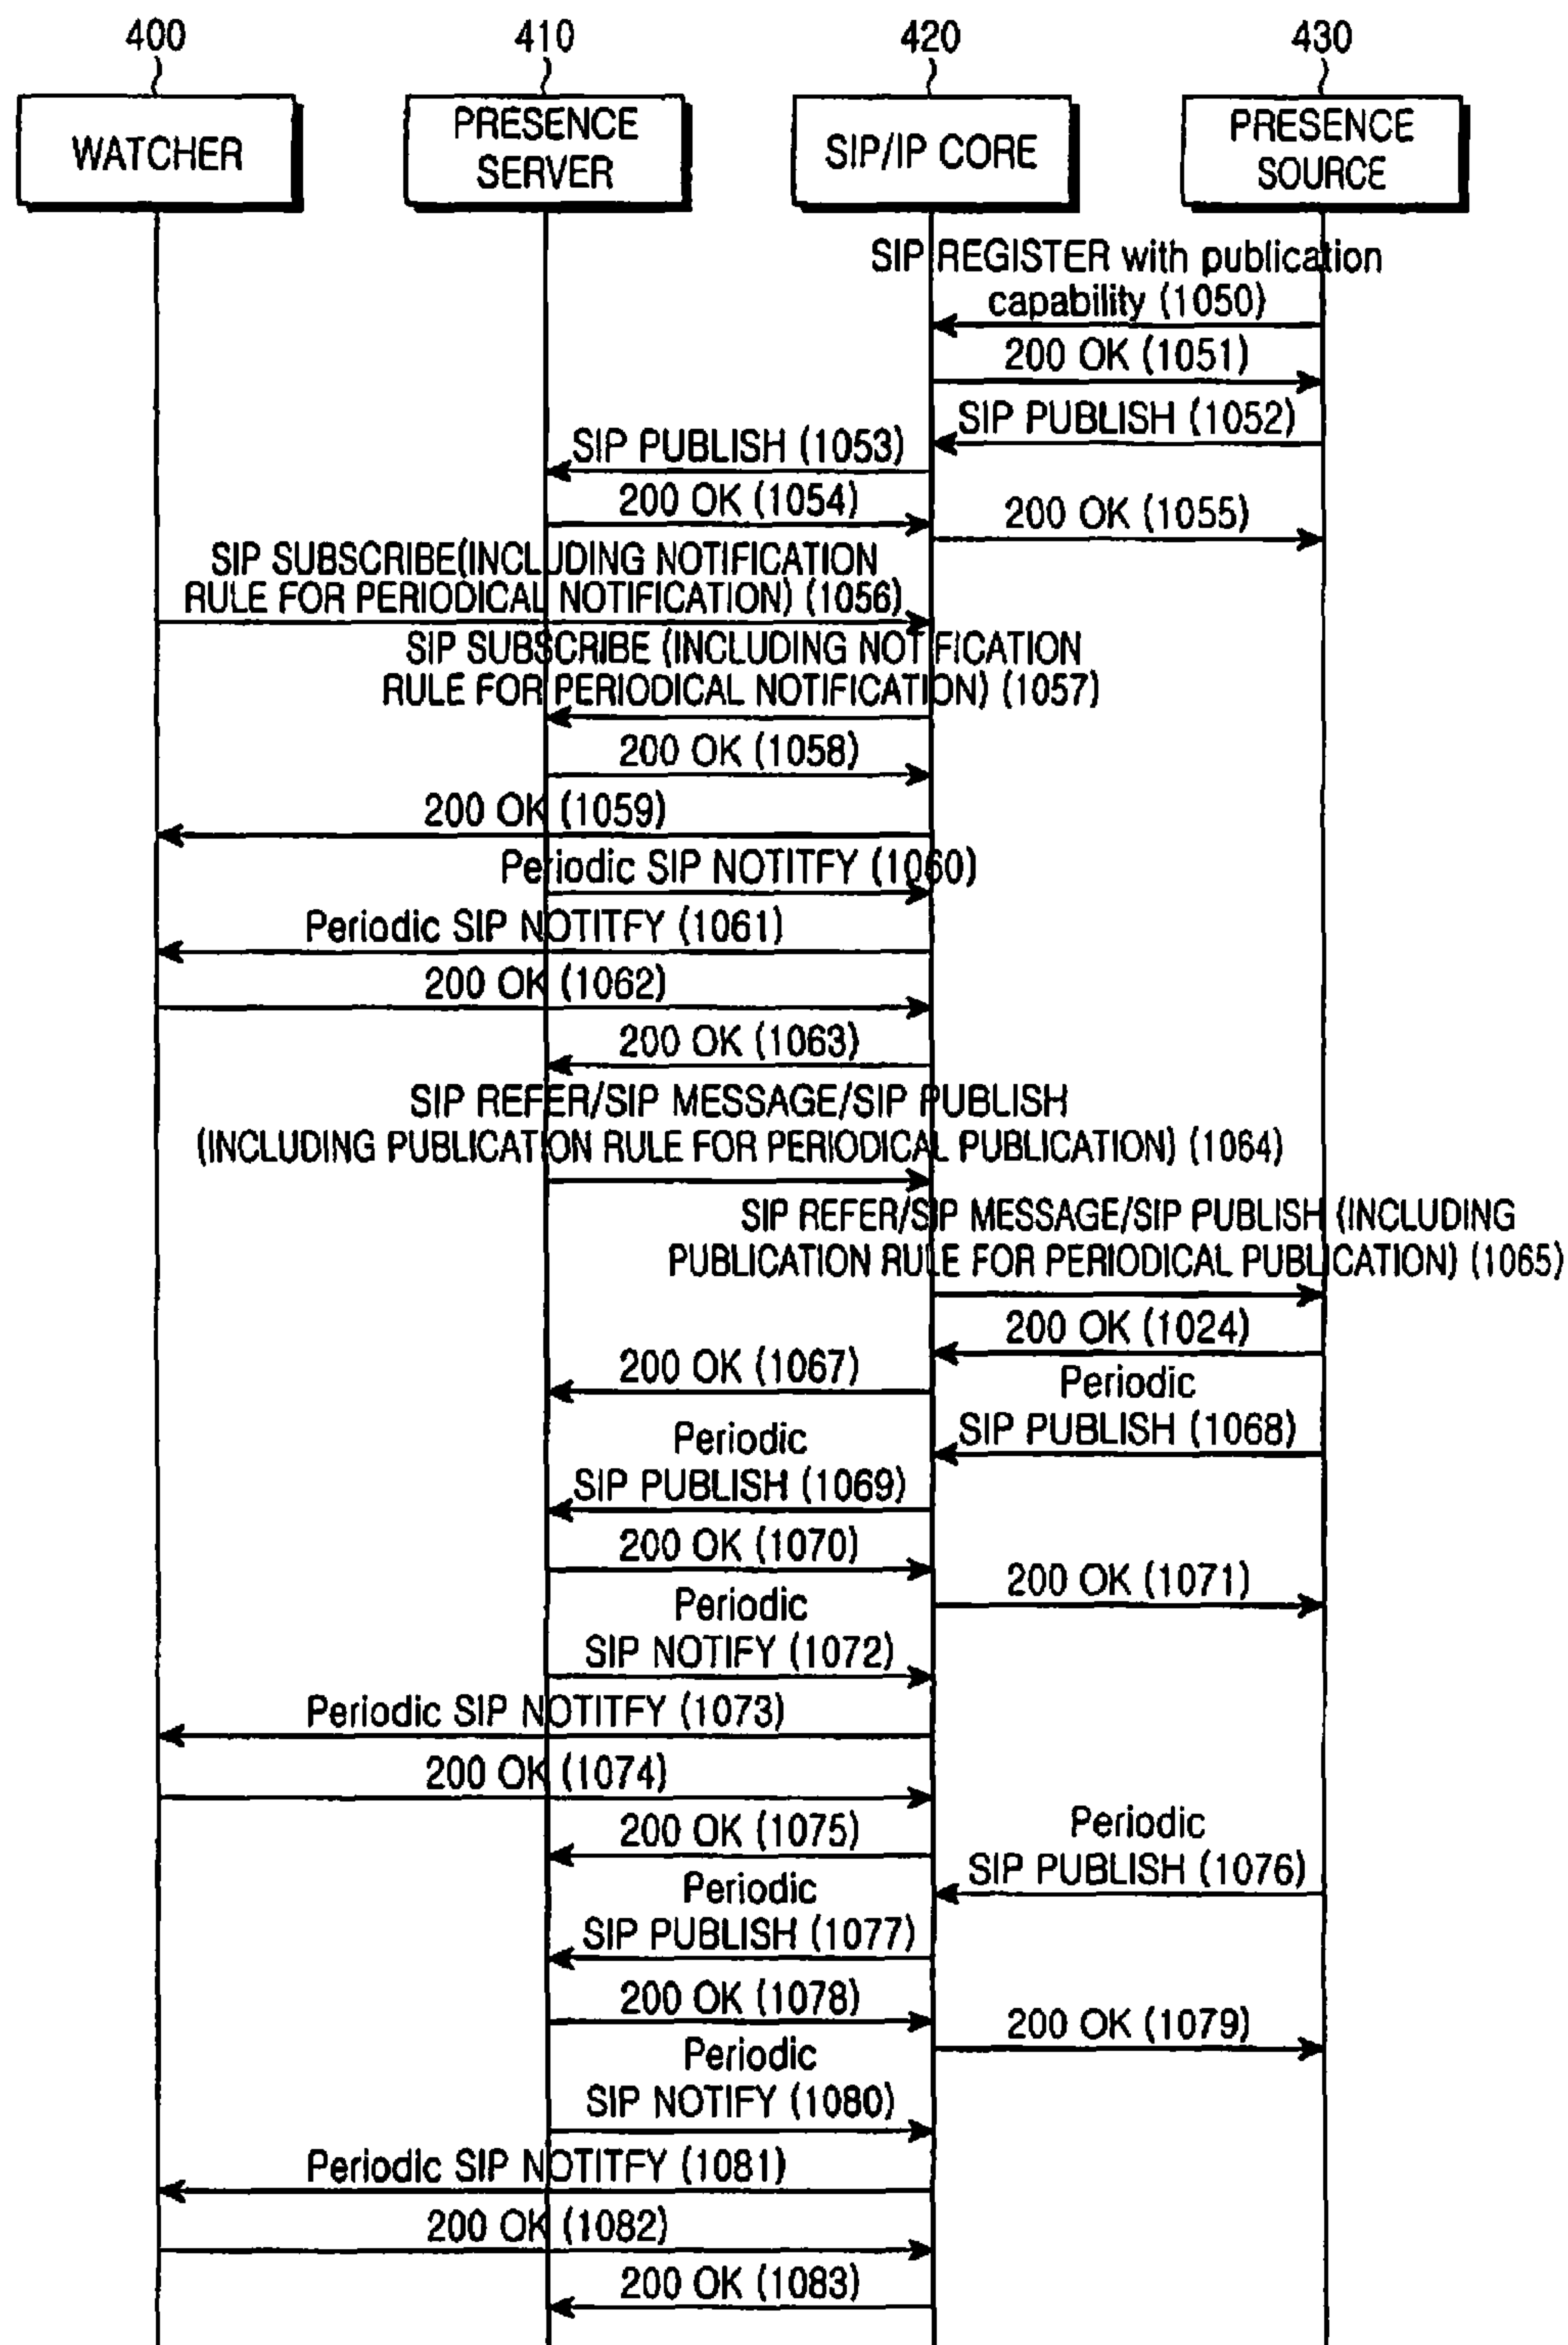 400
410
420
430
WATCHER
PRESENCE
SERVER
SIP/IP CORE
PRESENCE
SOURCE
SIP REGISTER with publication
capability (1050)
200 OK (1051)
SIP PUBLISH (1052)
SIP PUBLISH (1053)
200 OK (1054)
200 OK (1055)
SIP SUBSCRIBE(INCLUDING NOTIFICATION
RULE FOR PERIODICAL NOTIFICATION) (1056)
SIP SUBSCRIBE (INCLUDING NOTIFICATION
RULE FOR PERIODICAL NOTIFICATION) (1057)
200 OK (1058)
200 OK (1059)
Periodic SIP NOTITFY (1060)
Periodic SIP NOTITFY (1061)
200 OK (1062)
200 OK (1063)
SIP REFER/SIP MESSAGE/SIP PUBLISH
(INCLUDING PUBLICATION RULE FOR PERIODICAL PUBLICATION) (1064)
SIP REFER/SIP MESSAGE/SIP PUBLISH (INCLUDING
PUBLICATION RULE FOR PERIODICAL PUBLICATION) (1065)
200 OK (1024)
200 OK (1067)
Periodic
SIP PUBLISH (1068)
Periodic
SIP PUBLISH (1069)
200 OK (1070)
200 OK (1071)
Periodic
SIP NOTIFY (1072)
Periodic SIP NOTITFY (1073)
200 OK (1074)
200 OK (1075)
Periodic
SIP PUBLISH (1076)
Periodic
SIP PUBLISH (1077)
200 OK (1078)
200 OK (1079)
Periodic
SIP NOTIFY (1080)
Periodic SIP NOTITFY (1081)
200 OK (1082)
200 OK (1083)